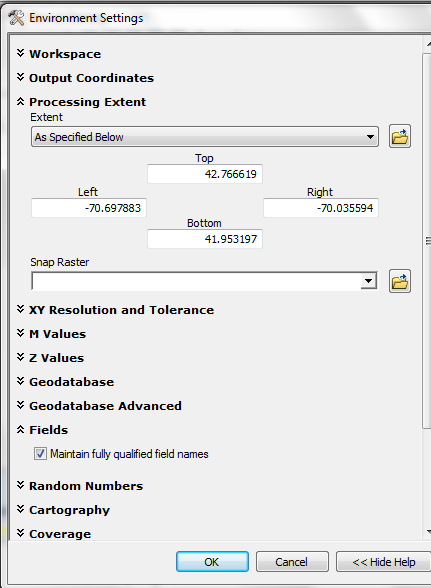 Environment Settings
Workspace
Output Coordinates
Processing Extent
Extent
As Specified Below
Top
42.766619
Left Right
-70.697883 -70.035594
Bottom
41.953197
Snap Raster
XY Resolution and Tolerance
M Values
Z Values
Geodatabase
Geodatabase Advanced
Fields
Maintain fully qualified field names
Random Numbers
Cartography
Coverage
OK Cancel << Hide Help